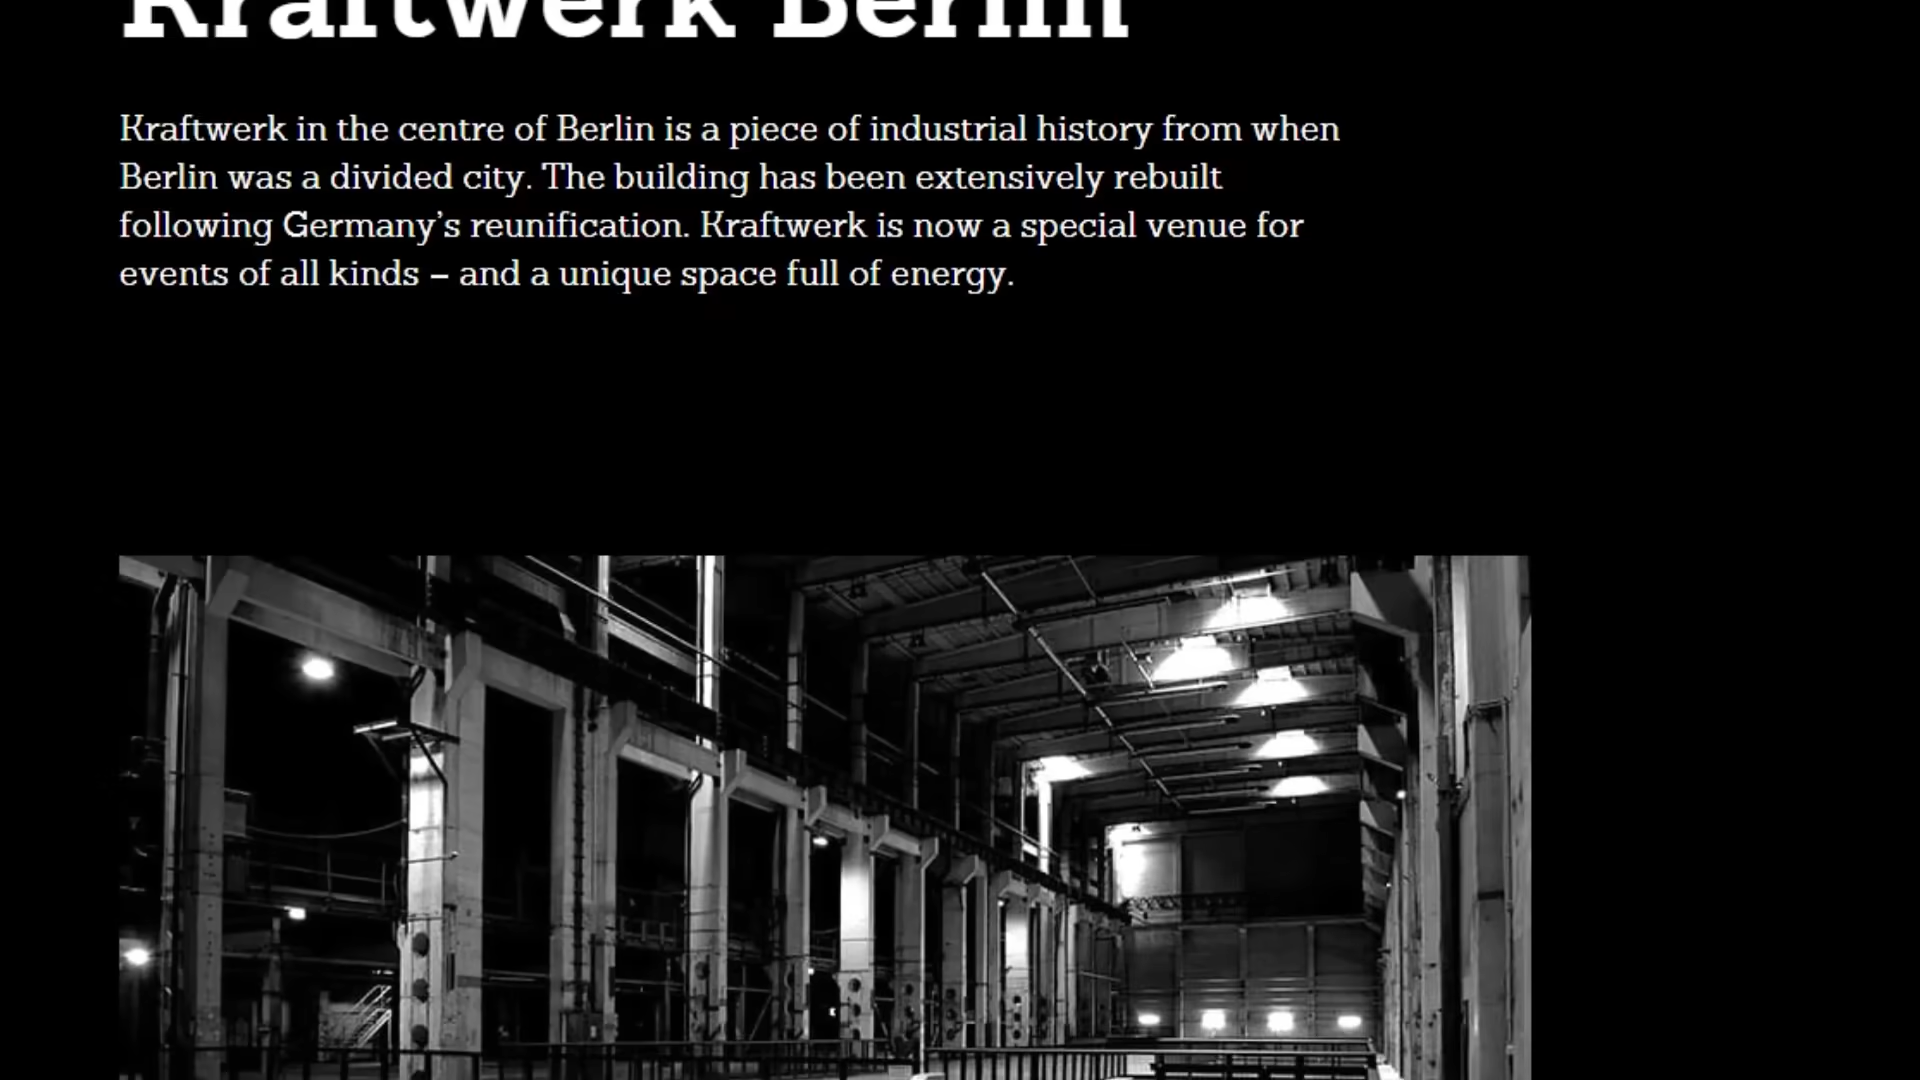 Kraftwerk Berlin
Kraftwerk in the centre of Berlin is a piece of industrial history from when
Berlin was a divided city. The building has been extensively rebuilt
following Germany’s reunification. Kraftwerk is now a special venue for
events of all kinds – and a unique space full of energy.